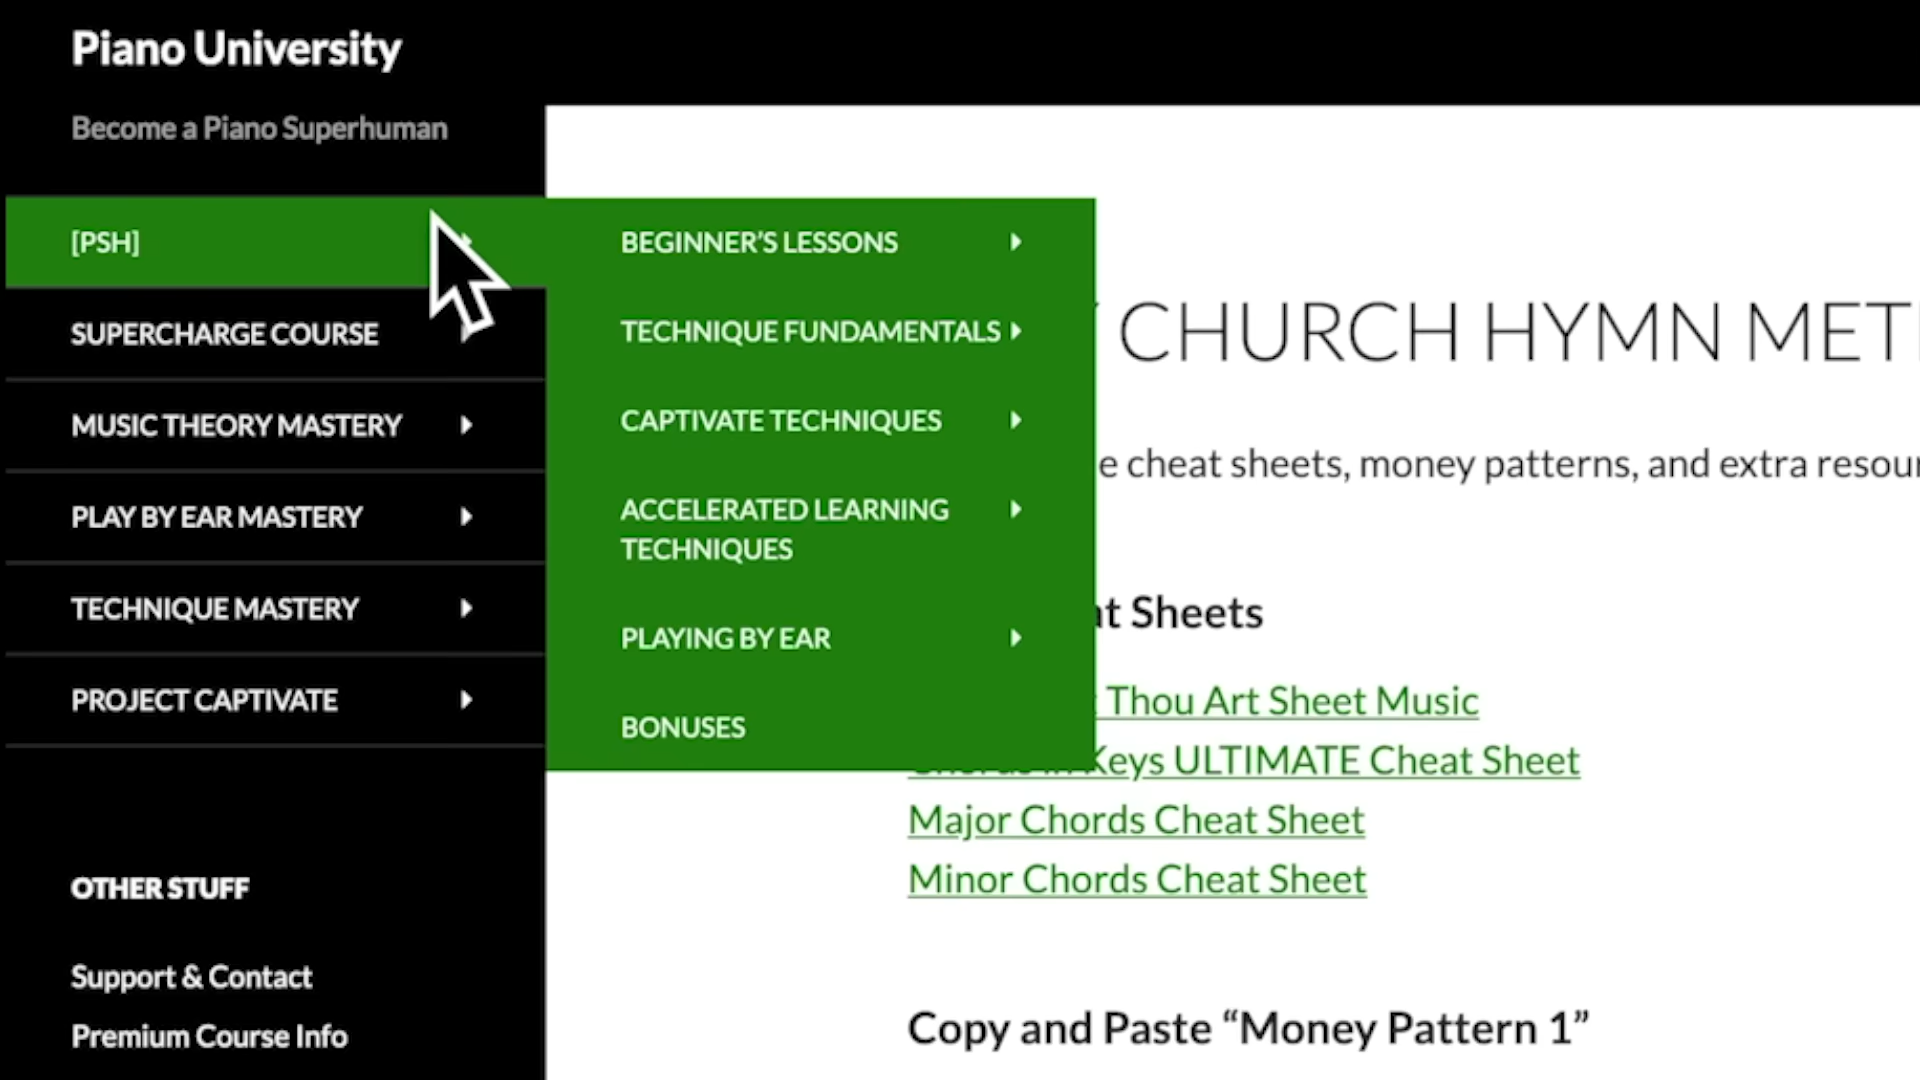 Piano University
Become a Piano Superhuman
[PSH]
SUPERCHARGE COURSE
MUSIC THEORY MASTERY
PLAY BY EAR MASTERY
TECHNIQUE MASTERY
PROJECT CAPTIVATE
OTHER STUFF
Support & Contact
Premium Course Info
BEGINNER'S LESSONS
TECHNIQUE FUNDAMENTALS
CAPTIVATE TECHNIQUES
ACCELERATED LEARNING
TECHNIQUES
PLAYING BY EAR
BONUSES
CHURCH HYMN
cheat sheets, money patterns, and extra
Sheets
Thou Art Sheet Music
Keys ULTIMATE Cheat Sheet
Major Chords Cheat Sheet
Minor Chords Cheat Sheet
Copy and Paste “Money Pattern 1”